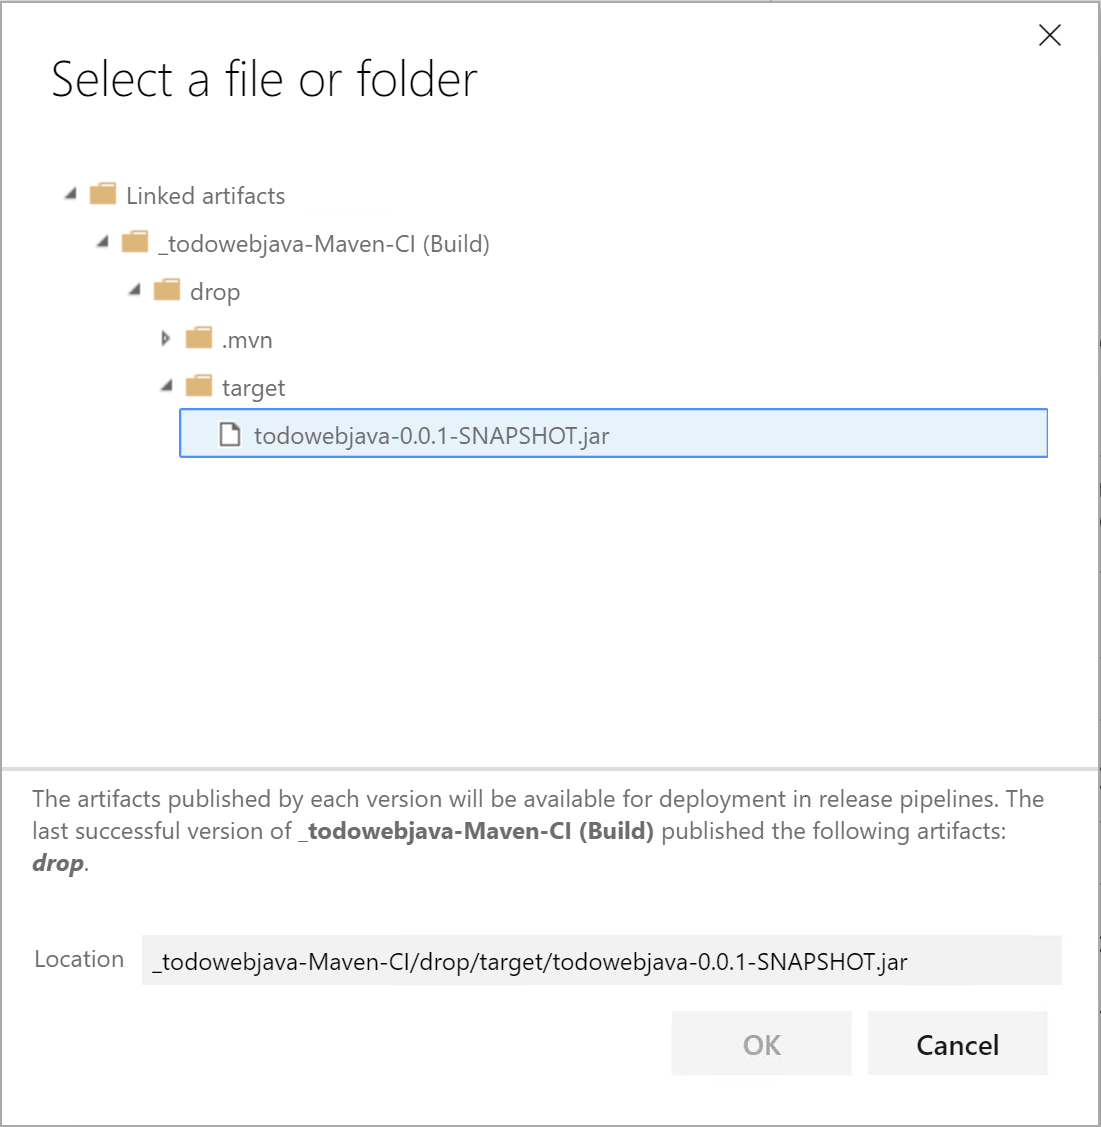 Select a file or folder
Linked artifacts
_todowebjava-Maven-CI (Build)
drop
.mvn
target
todowebjava-0.0.1-SNAPSHOT.jar
The artifacts published by each version will be available for deployment in release pipelines. The
last successful version of _todowebjava-Maven-CI (Build) published the following artifacts:
drop.
Location
_todowebjava-Maven-CI/drop/target/todowebjava-0.0.1-SNAPSHOT.jar
OK
Cancel